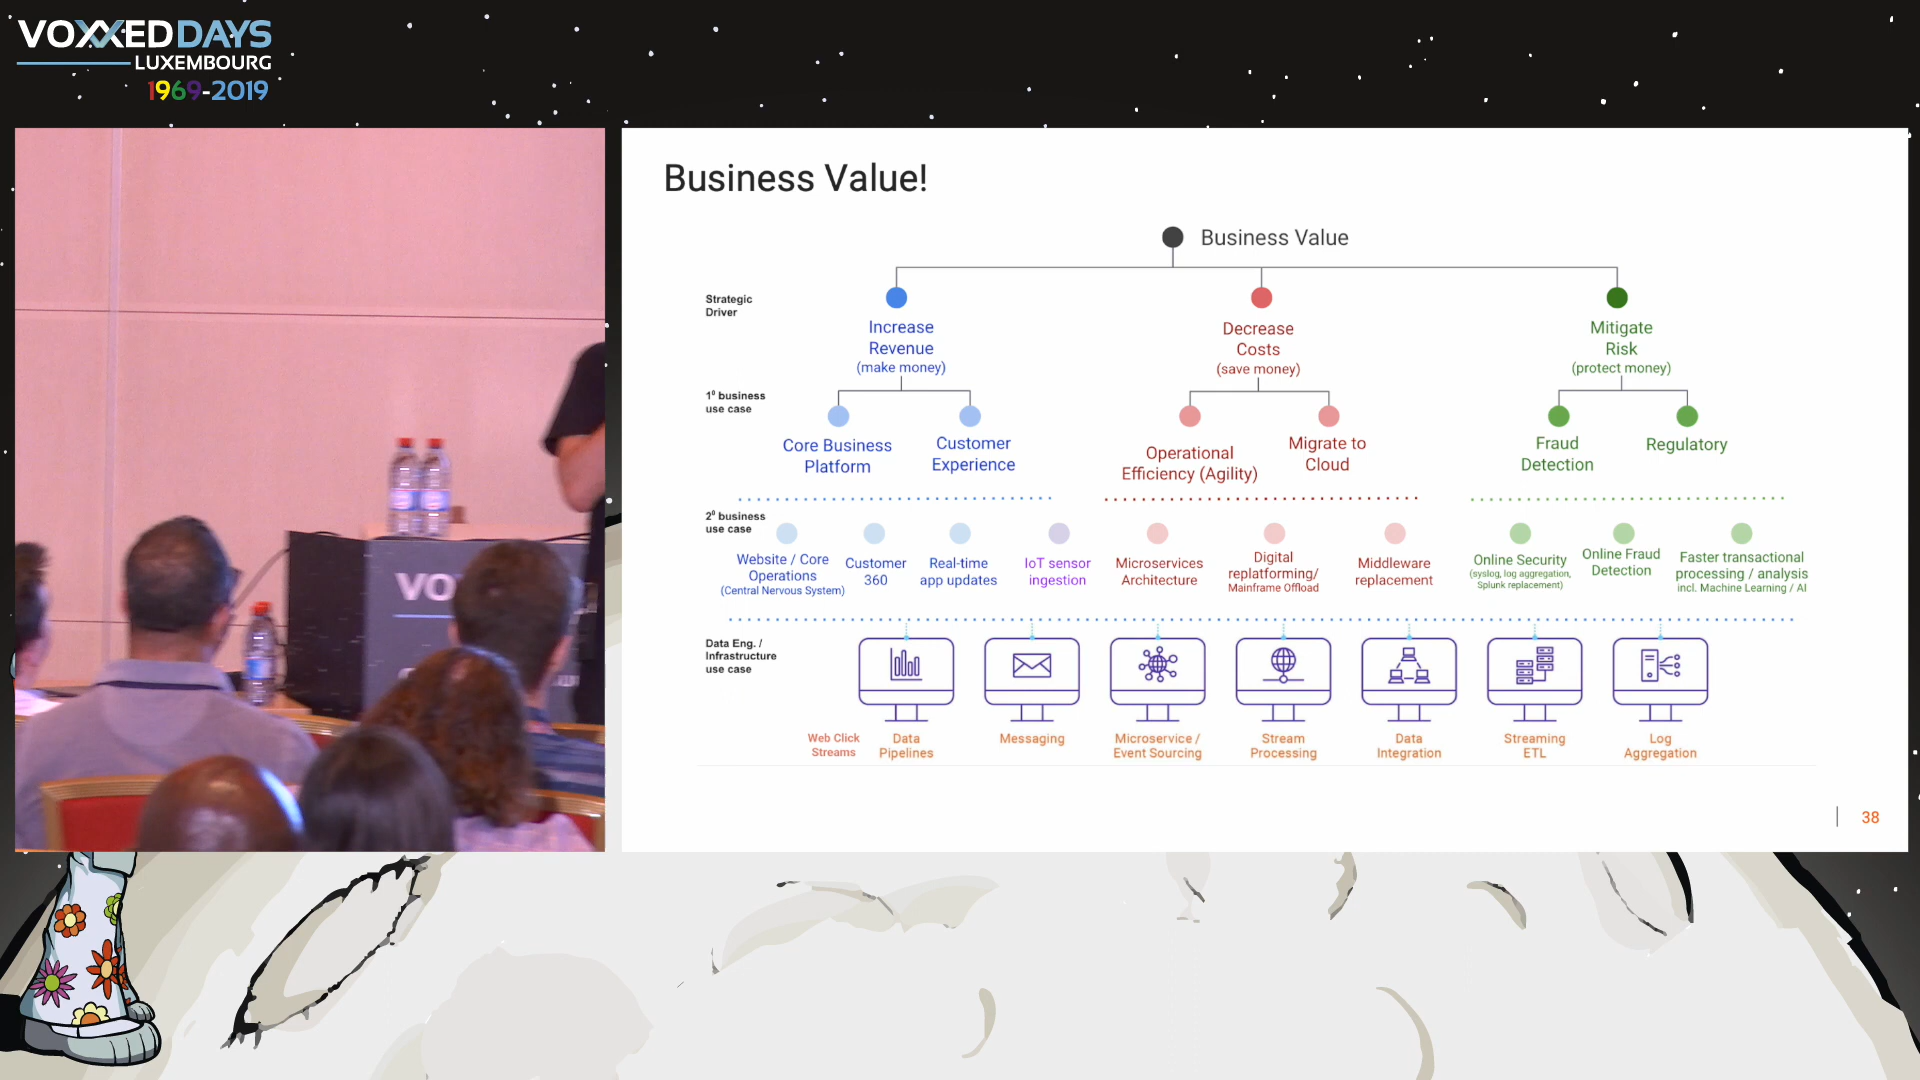 VOXXEDDAYS
LUXEMBOURG
1969-2019
VO
Business Value!
Business Value
Strategic
Driver
Increase
Revenue
(make money)
Decrease
Costs
(save money)
Mitigate
Risk
(protect money)
1⁰ business
use case
Core Business
Platform
Customer
Experience
Operational
Efficiency (Agility)
Migrate to
Cloud
Fraud
Detection
Regulatory
2⁰ business
use case
Website / Core
Operations
(Central Nervous System)
Customer
360
Real-time
app updates
IoT sensor
ingestion
Microservices
Architecture
Digital
replatforming/
Mainframe Offload
Middleware
replacement
Online Security
(syslog, log aggregation,
Splunk replacement)
Online Fraud
Detection
Faster transactional
processing / analysis
incl. Machine Learning / AI
Data Eng. /
Infrastructure
use case
Web Click
Streams
Data
Pipelines
Messaging
Microservice /
Event Sourcing
Stream
Processing
Data
Integration
Streaming
ETL
Log
Aggregation
38